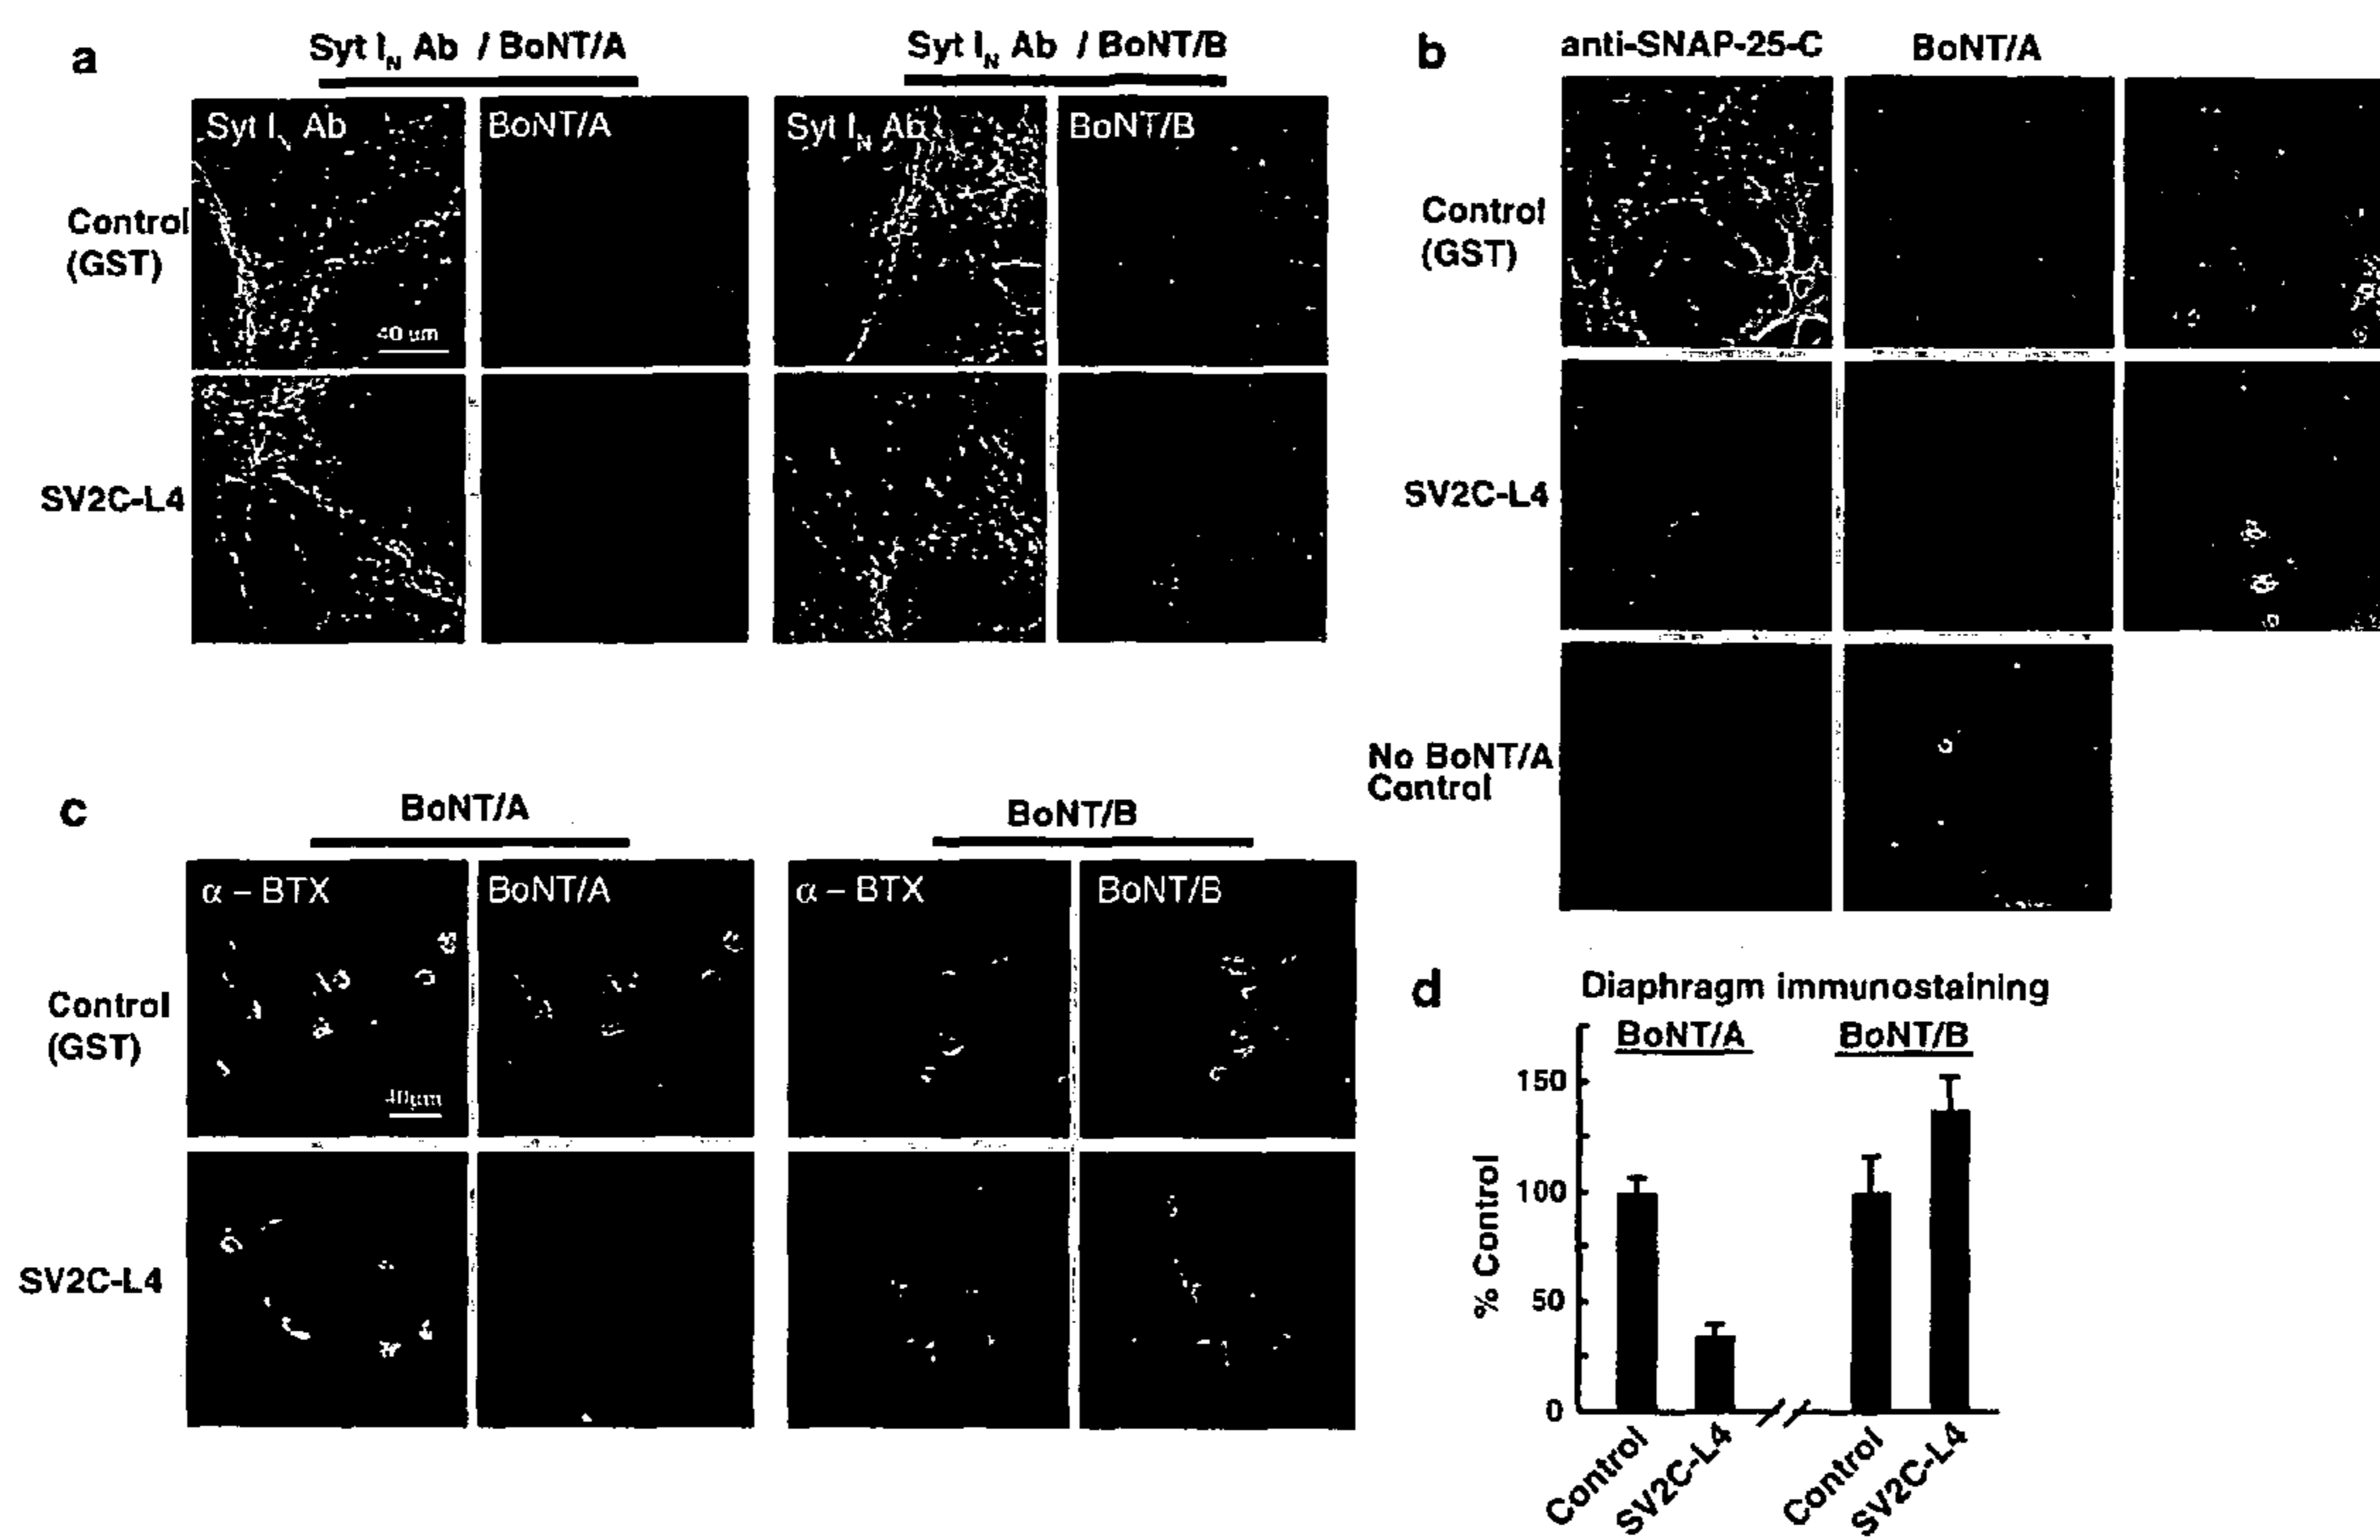 a
Syt I_N Ab / BoNT/A
Syt I_N Ab / BoNT/B
Syt I Ab
BoNT/A
Syt I_N Ab
BoNT/B
Control
(GST)
40 um
SV2C-L4
b
anti-SNAP-25-C
BoNT/A
Control
(GST)
SV2C-L4
No BoNT/A
Control
c
BoNT/A
BoNT/B
α – BTX
BoNT/A
α – BTX
BoNT/B
Control
(GST)
40µm
SV2C-L4
d
Diaphragm immunostaining
BoNT/A
BoNT/B
% Control
150
100
50
0
Control
SV2C-L4
Control
SV2C-L4